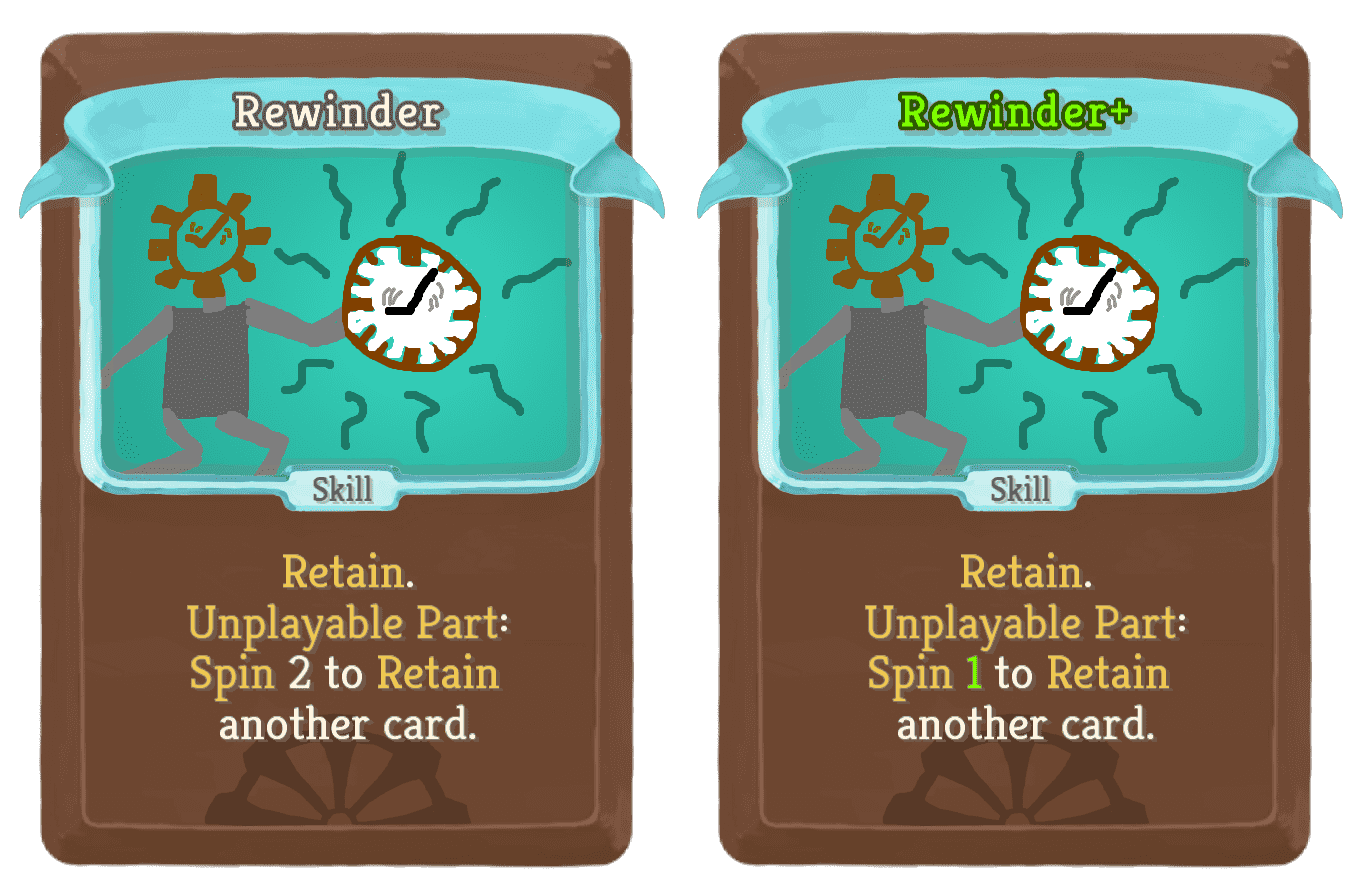 Rewinder
Skill
Retain.
Unplayable Part:
Spin 2 to Retain
another card.
Rewinder+
Skill
Retain.
Unplayable Part:
Spin 1 to Retain
another card.